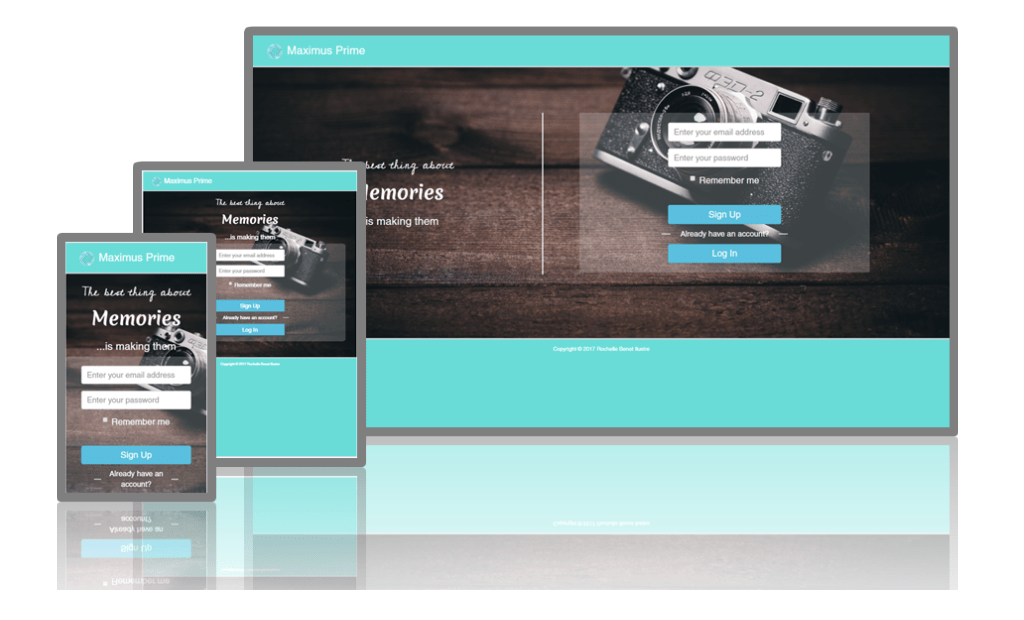 Maximus Prime
ФЭД-2
The best thing about
Memories
...is making them
Enter your email address
Enter your password
Remember me
Sign Up
Already have an account?
Log In
Copyright © 2017 Rochelle
Maximus Prime
The best thing about
Memories
...is making them
Enter your email address
Enter your password
Remember me
Sign Up
Already have an account?
Log In
Copyright © 2017 Rochelle
Maximus Prime
The best thing about
Memories
...is making them
Enter your email address
Enter your password
Remember me
Sign Up
Already have an
account?